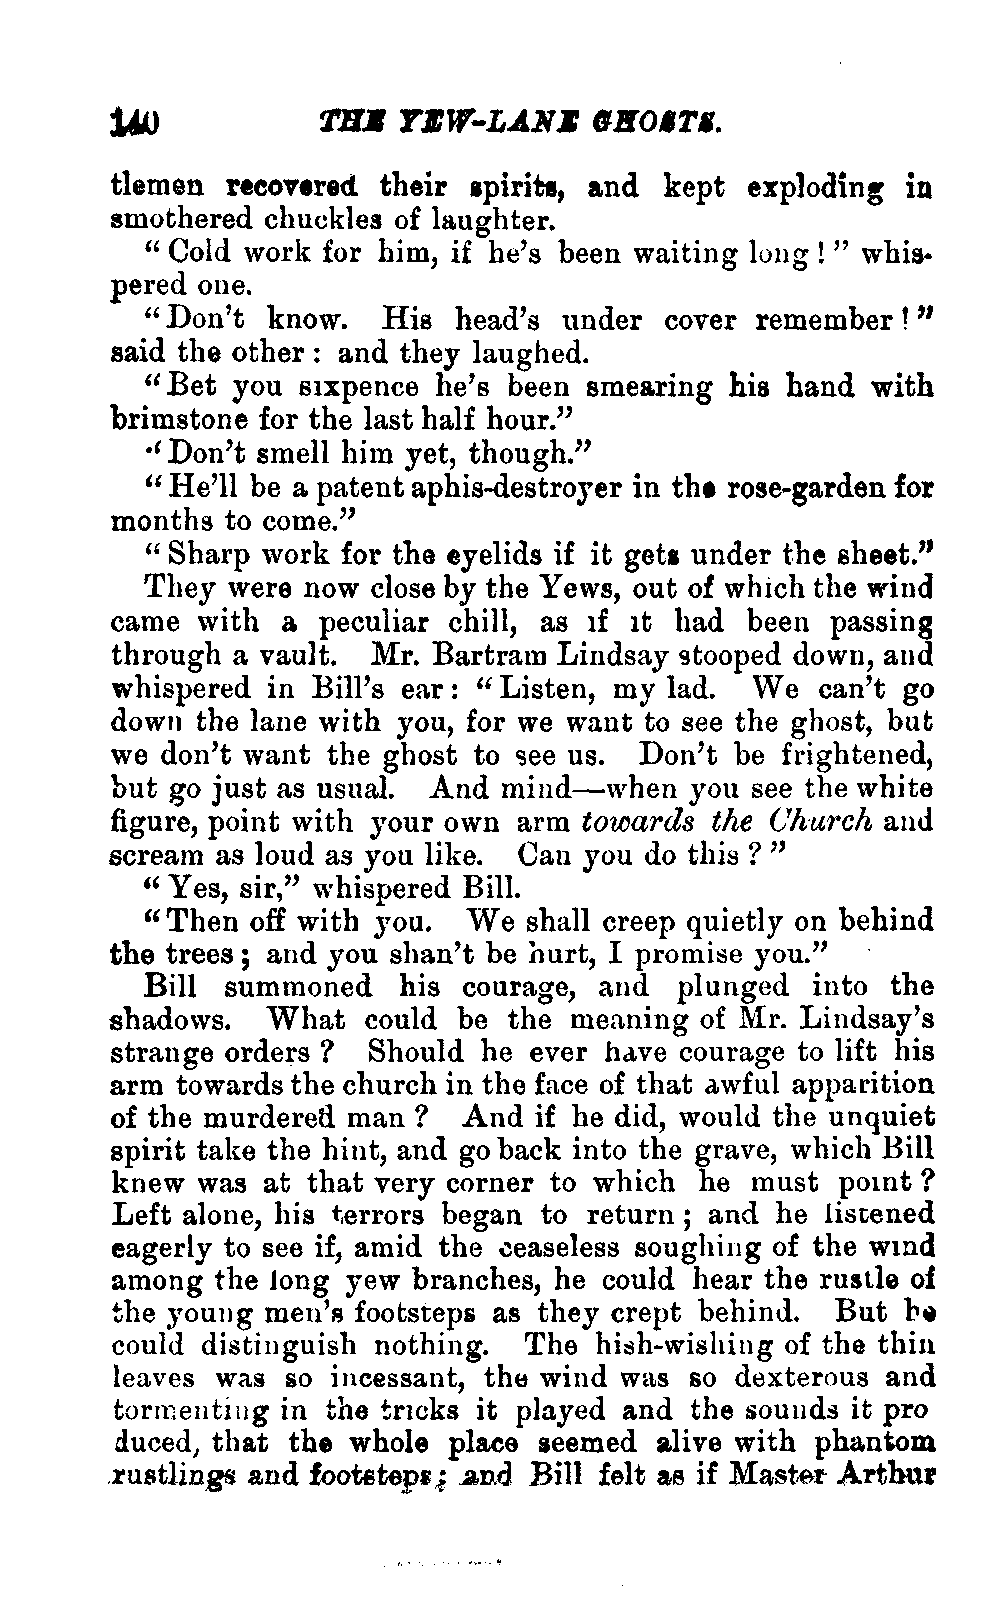 140 THE YEW-LANE GHOSTS.
tlemen recovered their spirits, and kept exploding in
smothered chuckles of laughter.
“Cold work for him, if he’s been waiting long!” whis-
pered one.
“Don’t know. His head’s under cover remember!”
said the other: and they laughed.
“Bet you sixpence he’s been smearing his hand with
brimstone for the last half hour.”
“Don’t smell him yet, though.”
“He’ll be a patent aphis-destroyer in the rose-garden for
months to come.”
“Sharp work for the eyelids if it gets under the sheet.”
They were now close by the Yews, out of which the wind
came with a peculiar chill, as if it had been passing
through a vault. Mr. Bartram Lindsay stooped down, and
whispered in Bill’s ear: “Listen, my lad. We can’t go
down the lane with you, for we want to see the ghost, but
we don’t want the ghost to see us. Don’t be frightened,
but go just as usual. And mind—when you see the white
figure, point with your own arm towards the Church and
scream as loud as you like. Can you do this?”
“Yes, sir,” whispered Bill.
“Then off with you. We shall creep quietly on behind
the trees; and you shan’t be hurt, I promise you.”
Bill summoned his courage, and plunged into the
shadows. What could be the meaning of Mr. Lindsay’s
strange orders? Should he ever have courage to lift his
arm towards the church in the face of that awful apparition
of the murdered man? And if he did, would the unquiet
spirit take the hint, and go back into the grave, which Bill
knew was at that very corner to which he must point?
Left alone, his terrors began to return; and he listened
eagerly to see if, amid the ceaseless soughing of the wind
among the long yew branches, he could hear the rustle of
the young men’s footsteps as they crept behind. But he
could distinguish nothing. The hish-wishing of the thin
leaves was so incessant, the wind was so dexterous and
tormenting in the tricks it played and the sounds it pro
duced, that the whole place seemed alive with phantom
rustlings and footsteps; and Bill felt as if Master Arthur